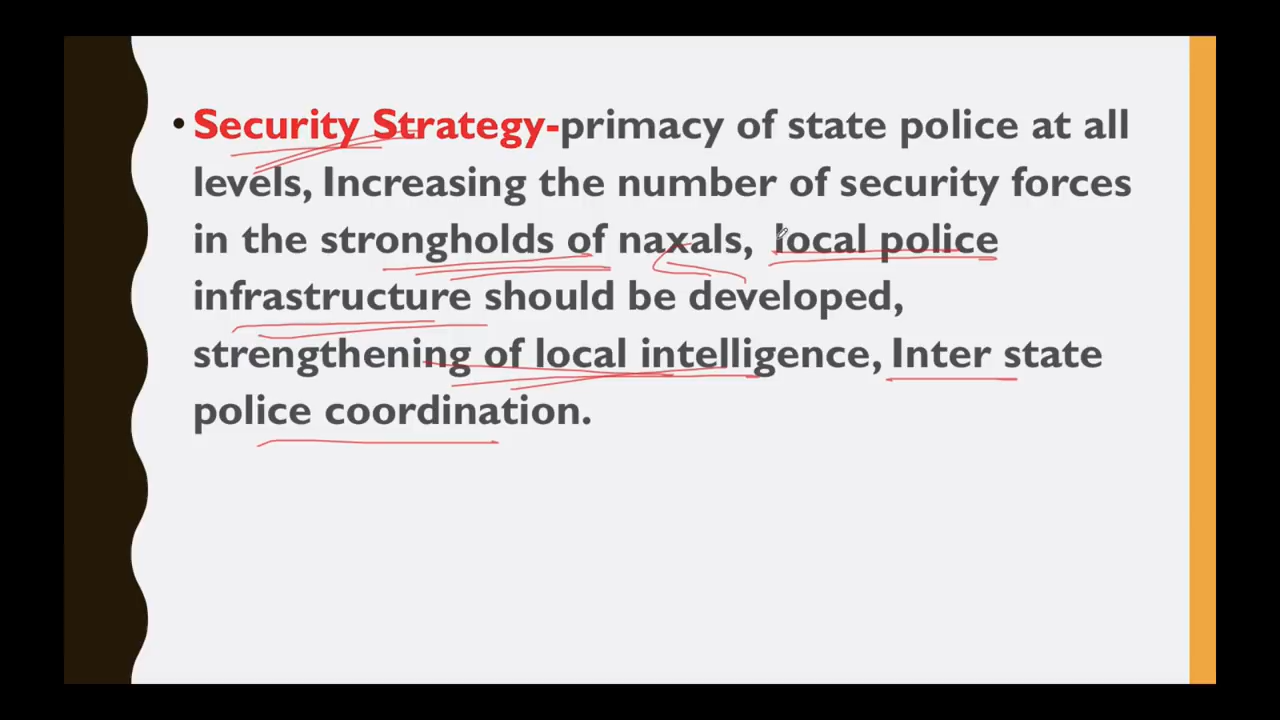 • Security Strategy-primacy of state police at all
levels, Increasing the number of security forces
in the strongholds of naxals, local police
infrastructure should be developed,
strengthening of local intelligence, Inter state
police coordination.